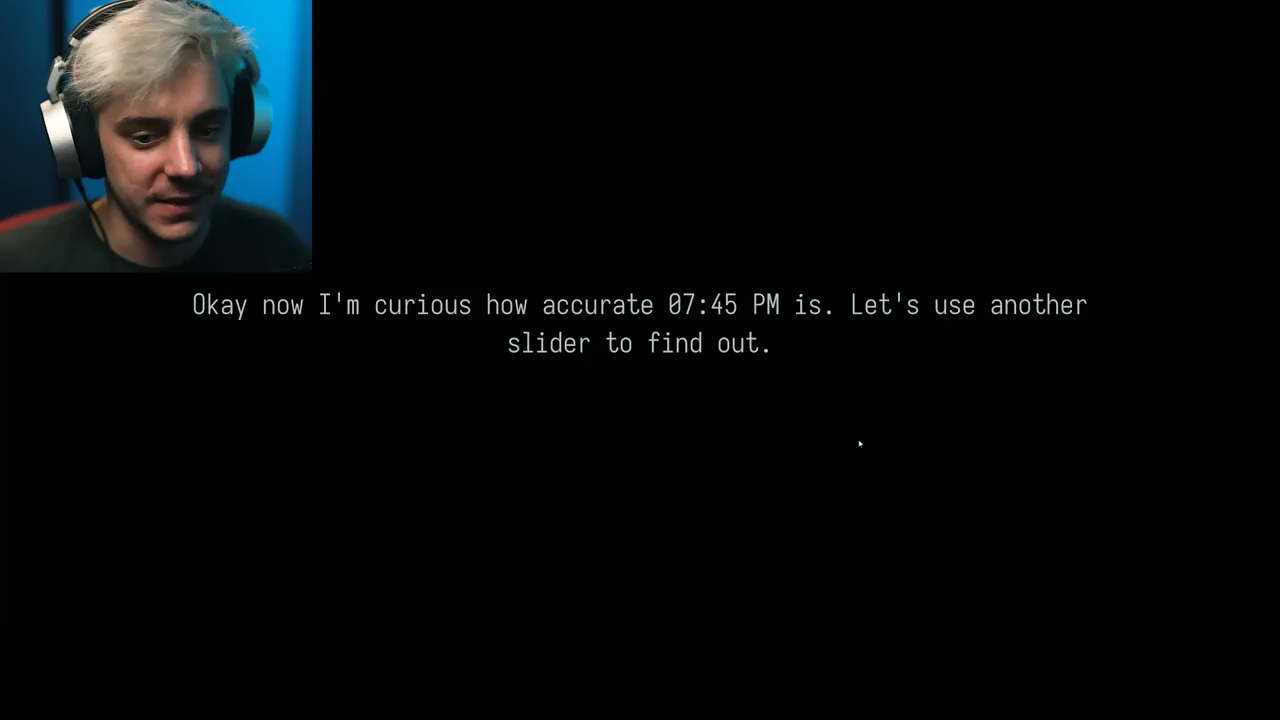 Okay now I'm curious how accurate 07:45 PM is. Let's use another
slider to find out.